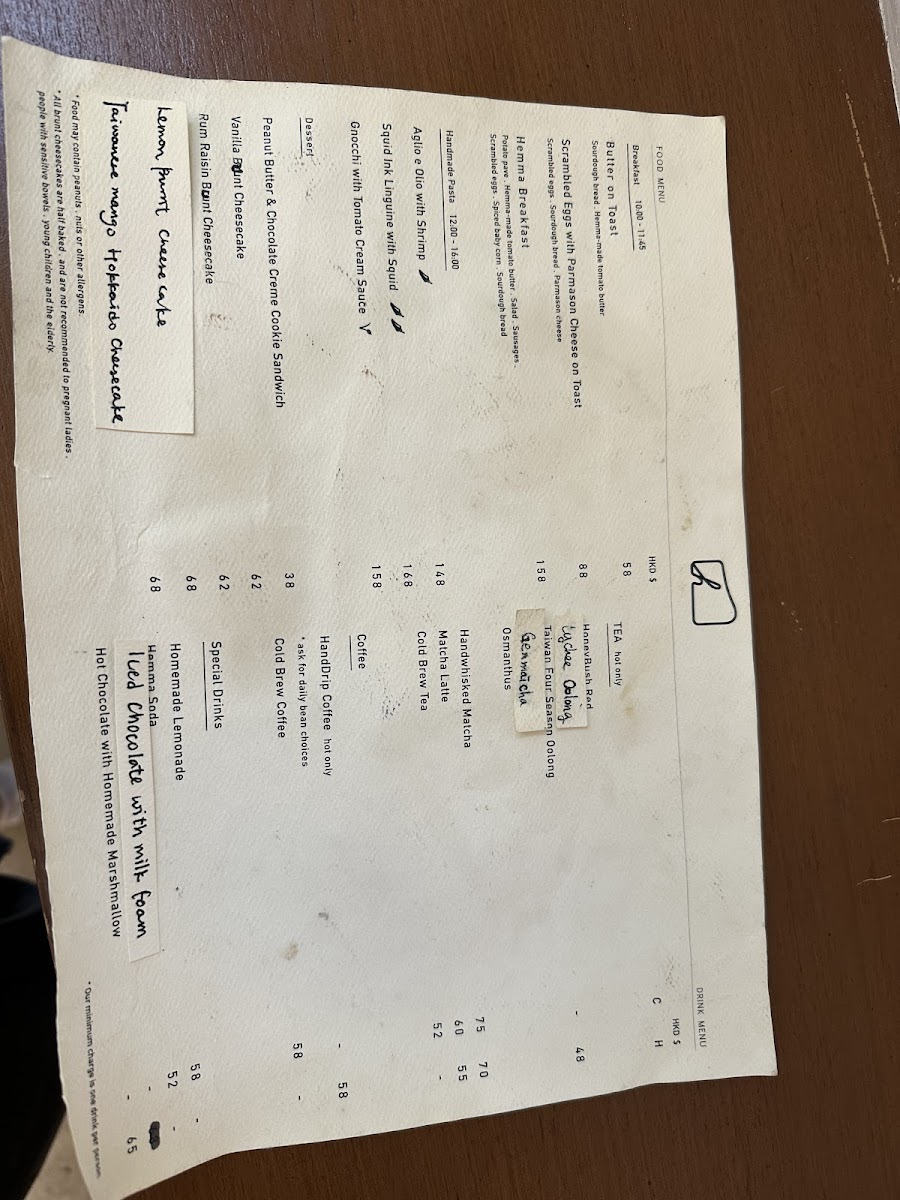 h
FOOD MENU
HKD $
Breakfast 10:00 - 11:45
Butter on Toast 58
Sourdough bread . Hemma-made tomato butter
Scrambled Eggs with Parmason Cheese on Toast 88
Scrambled eggs . Sourdough bread . Parmason cheese
Hemma Breakfast 158
Potato pave . Hemma-made tomato butter . Salad . Sausages .
Scrambled eggs . Spiced baby corn . Sourdough bread
Handmade Pasta 12:00 - 16:00
Aglio e Olio with Shrimp 148
Squid Ink Linguine with Squid 168
Gnocchi with Tomato Cream Sauce V 158
Dessert
Peanut Butter & Chocolate Creme Cookie Sandwich 38
Vanilla Burnt Cheesecake 62
Rum Raisin Burnt Cheesecake 62
Lemon burnt cheese cake 68
Taiwanese mango Hokkaido cheesecake 68
* Food may contain peanuts . nuts or other allergens.
* All brunt cheesecakes are half baked . and are not recommended to pregnant ladies .
people with sensitive bowels . young children and the elderly.
DRINK MENU
HKD $
C H
TEA hot only
HoneyBush Red - 48
Lychee Oolong
Taiwan Four Season Oolong
Genmaicha
Osmanthus
Handwhisked Matcha 75 70
Matcha Latte 60 55
Cold Brew Tea 52 -
Coffee
HandDrip Coffee hot only - 58
* ask for daily bean choices
Cold Brew Coffee 58 -
Special Drinks
Homemade Lemonade 58 -
Hemma Soda 52 -
Iced chocolate with milk foam -
Hot Chocolate with Homemade Marshmallow - 65
* Our minimum charge is one drink per person